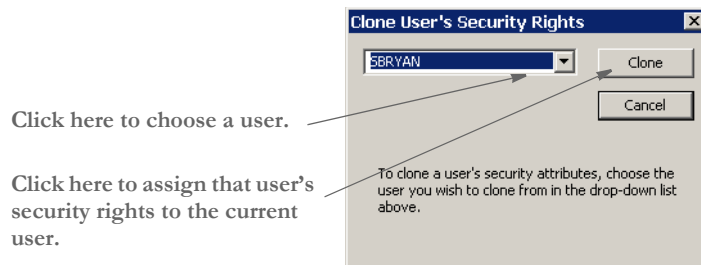 Clone User's Security Rights
SBRYAN
Clone
Cancel
Click here to choose a user.
Click here to assign that user’s
security rights to the current
user.
To clone a user's security attributes, choose the
user you wish to clone from in the drop-down list
above.